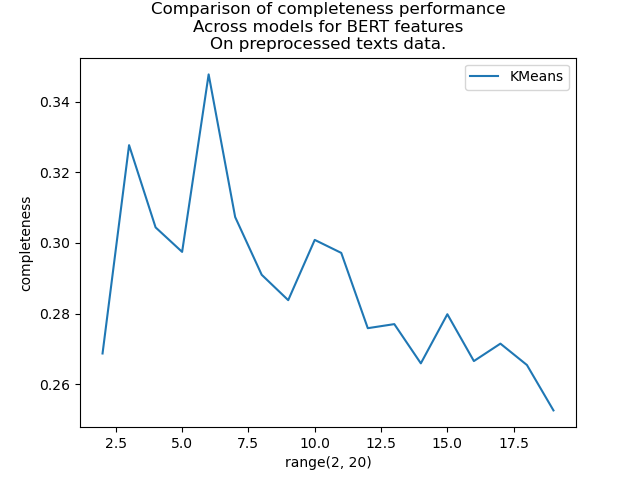 Comparison of completeness performance
Across models for BERT features
On preprocessed texts data.
KMeans
0.34
0.32
0.30
0.28
0.26
completeness
2.5 5.0 7.5 10.0 12.5 15.0 17.5
range(2, 20)